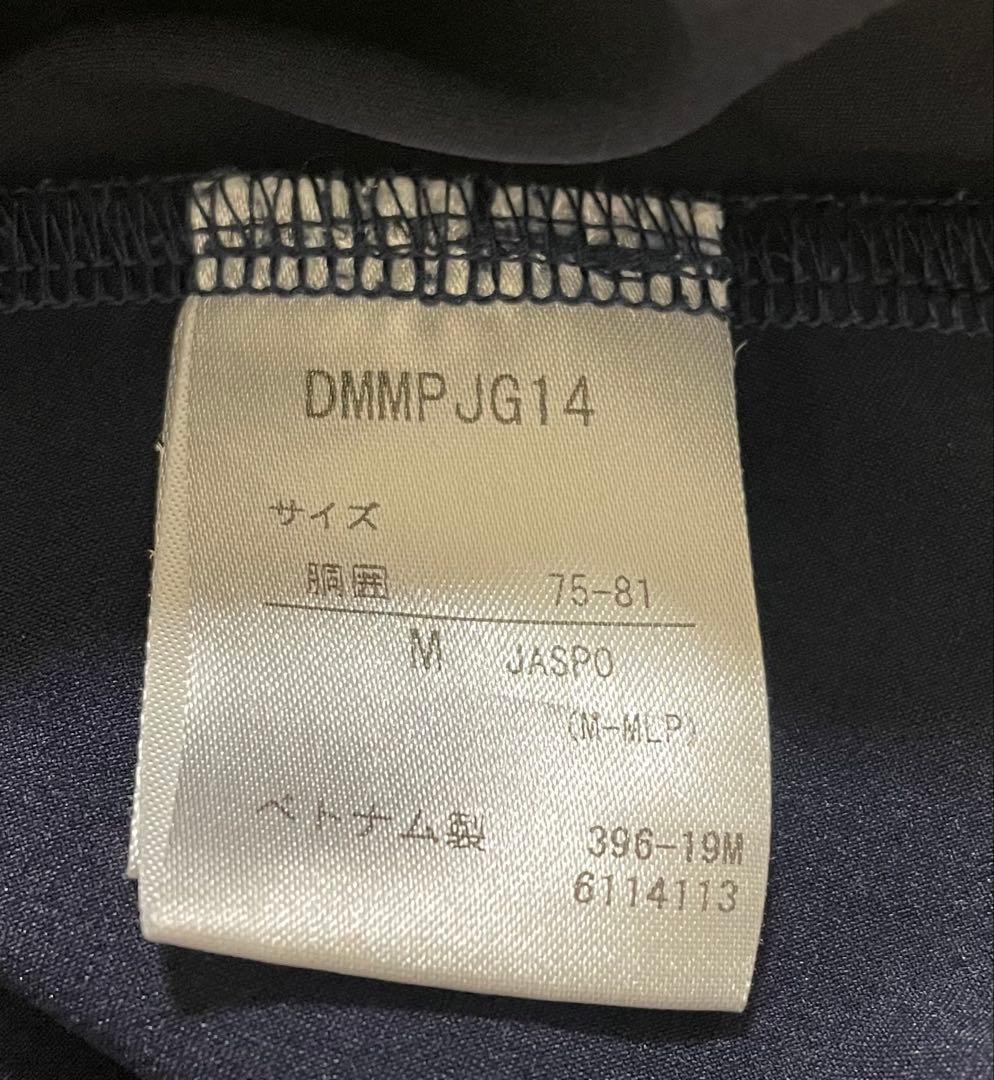 DMMPJG14
サイズ
胴囲 75-81
M JASPO
(M-MLP)
ベトナム製 396-19M
6114113